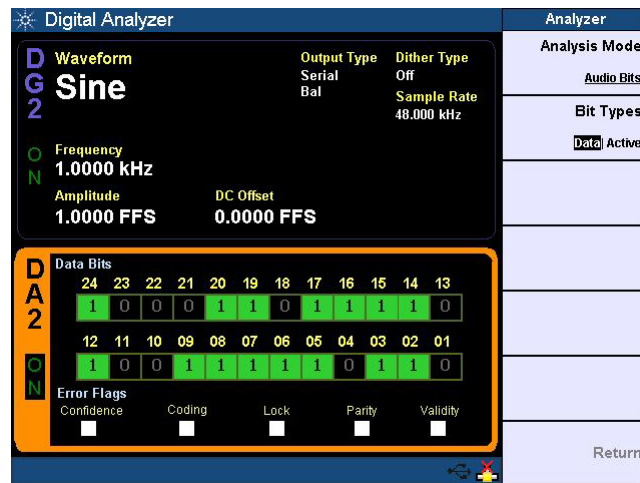 Digital Analyzer
Analyzer
DG2
ON
Waveform
Sine
Output Type
Serial
Bal
Dither Type
Off
Sample Rate
48.000 kHz
Frequency
1.0000 kHz
Amplitude
1.0000 FFS
DC Offset
0.0000 FFS
DA2
ON
Data Bits
24 23 22 21 20 19 18 17 16 15 14 13
1 0 0 0 1 1 0 1 1 1 1 0
12 11 10 09 08 07 06 05 04 03 02 01
1 0 0 1 1 1 1 1 0 1 1 0
Error Flags
Confidence Coding Lock Parity Validity
Analysis Mode
Audio Bits
Bit Types
Data| Active
Return